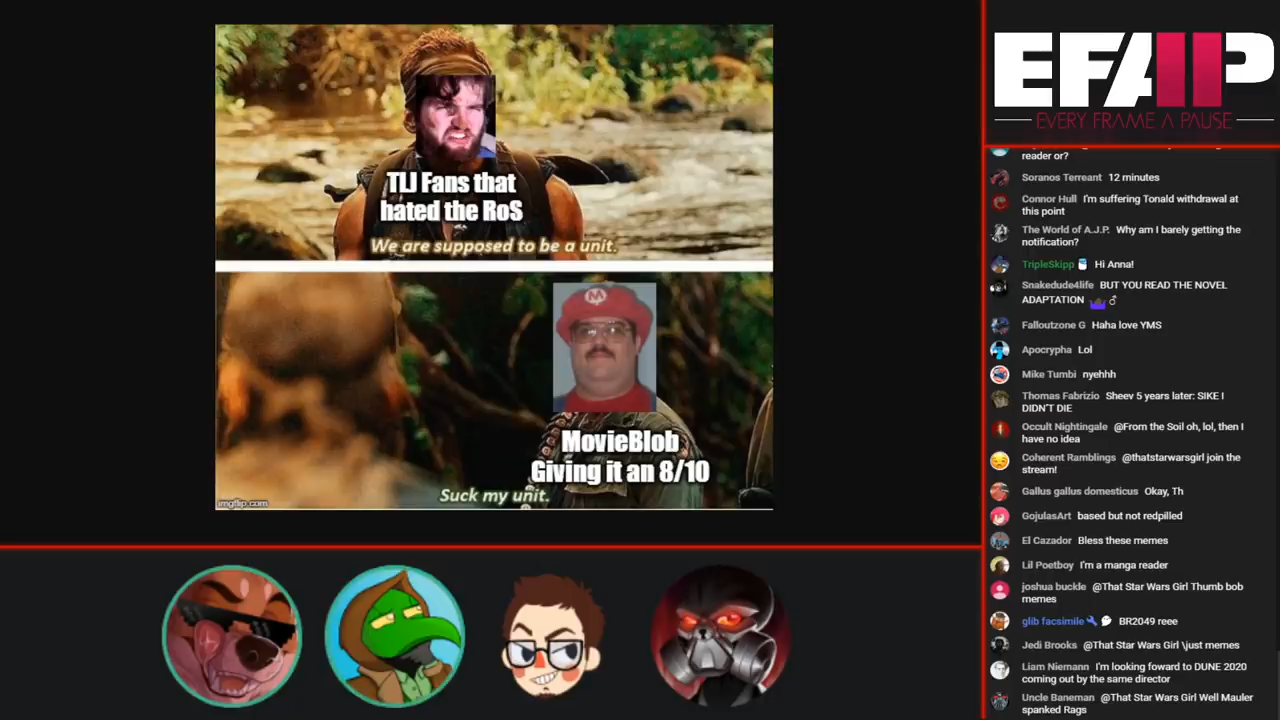 TLJ Fans that
hated the RoS
We are supposed to be a unit.
MovieBlob
Giving it an 8/10
Suck my unit.
imgflip.com
EFAP
EVERY FRAME A PAUSE
reader or?
Soranos Terreant 12 minutes
Connor Hull I'm suffering Tonald withdrawal at
this point
The World of A.J.P. Why am I barely getting the
notification?
TripleSkipp Hi Anna!
Snakedude4life BUT YOU READ THE NOVEL
ADAPTATION
Falloutzone G Haha love YMS
Apocrypha Lol
Mike Tumbi nyehhh
Thomas Fabrizio Sheev 5 years later: SIKE I
DIDN'T DIE
Occult Nightingale @From the Soil oh, lol, then I
have no idea
Coherent Ramblings @thatstarwarsgirl join the
stream!
Gallus gallus domesticus Okay, Th
GojulasArt based but not redpilled
El Cazador Bless these memes
Lil Poetboy I'm a manga reader
joshua buckle @That Star Wars Girl Thumb bob
memes
glib facsimile BR2049 reee
Jedi Brooks @That Star Wars Girl \just memes
Liam Niemann I'm looking foward to DUNE 2020
coming out by the same director
Uncle Baneman @That Star Wars Girl Well Mauler
spanked Rags